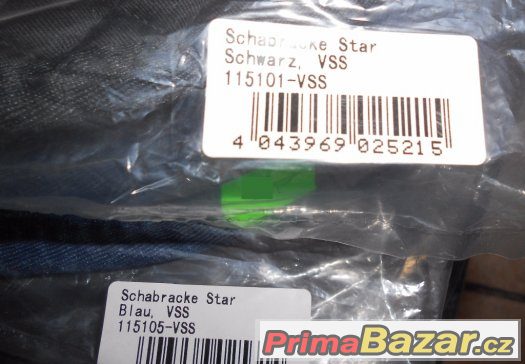 Schabracke Star
Schwarz, VSS
115101-VSS
4 043969 025215
Schabracke Star
Blau, VSS
115105-VSS
PrimaBazar.cz